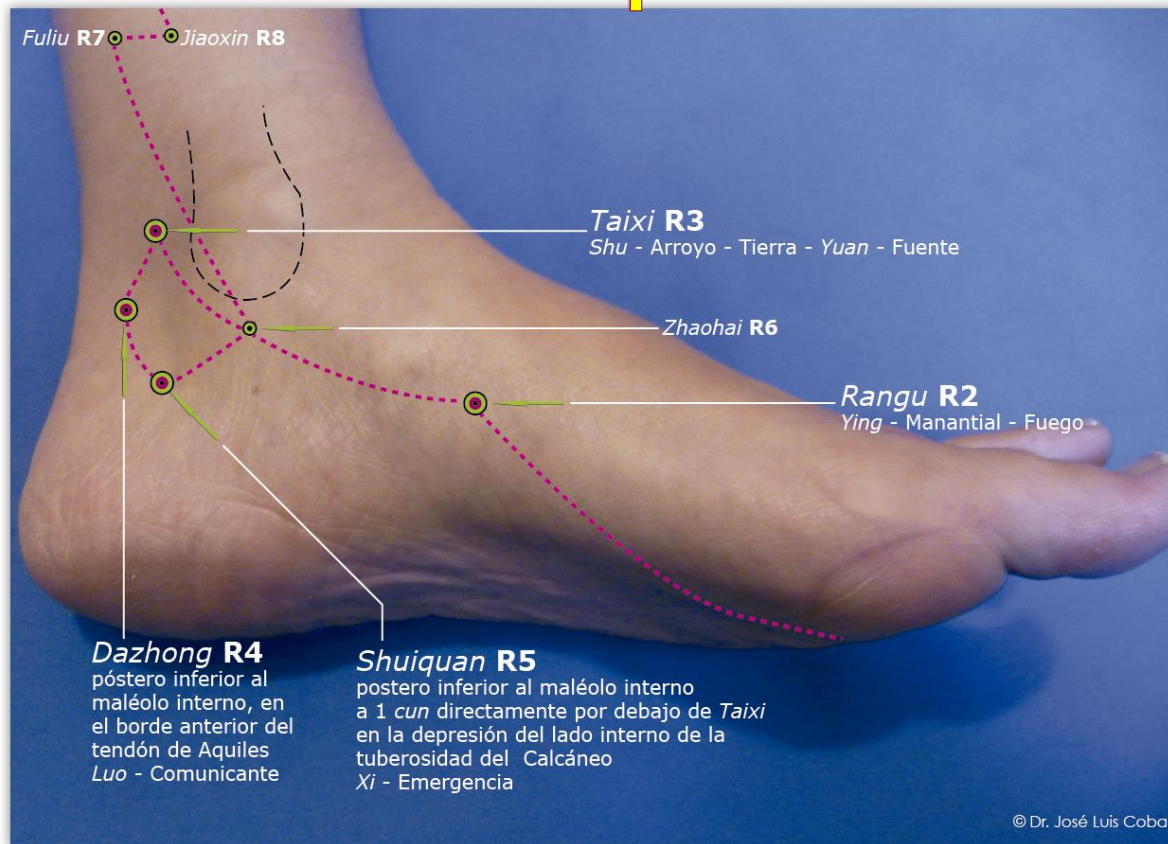 Fuliu R7
Jiaoxin R8
Taixi R3
Shu - Arroyo - Tierra - Yuan - Fuente
Zhaohai R6
Rangu R2
Ying - Manantial - Fuego
Dazhong R4
póstero inferior al
maléolo interno, en
el borde anterior del
tendón de Aquiles
Luo - Comunicante
Shuiquan R5
postero inferior al maléolo interno
a 1 cun directamente por debajo de Taixi
en la depresión del lado interno de la
tuberosidad del Calcáneo
Xi - Emergencia
© Dr. José Luis Coba